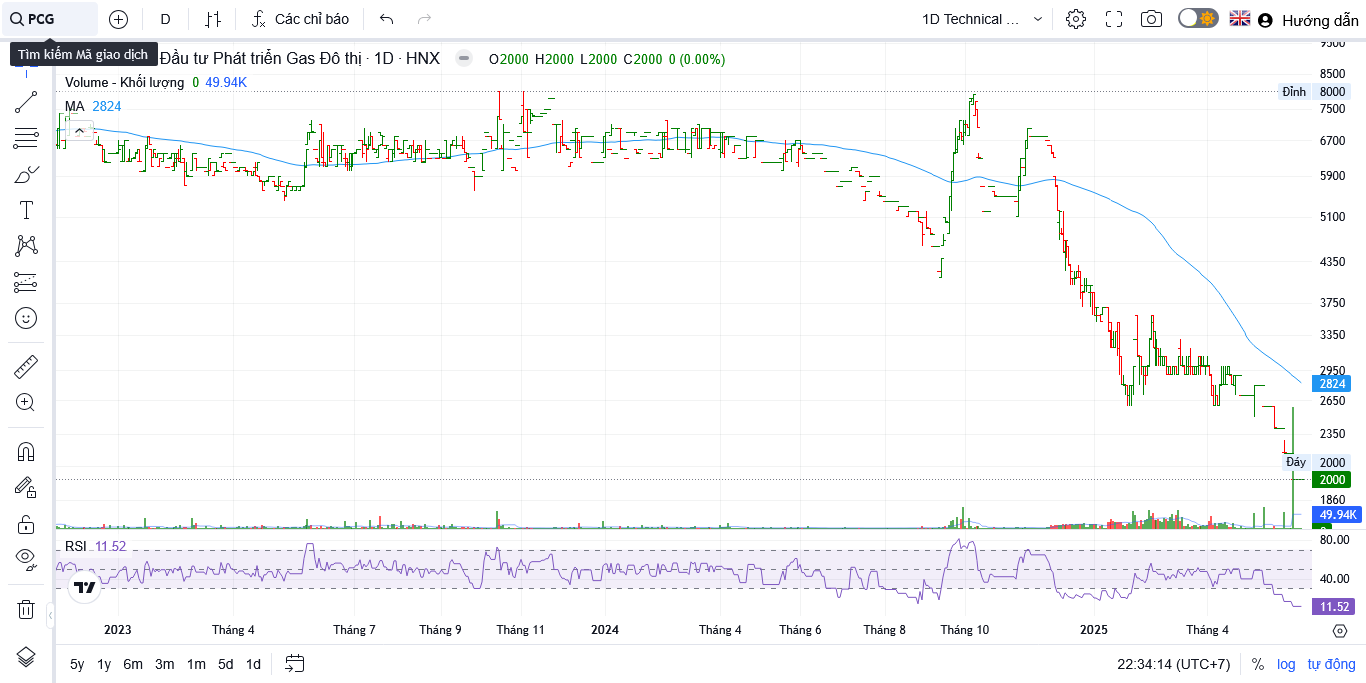 PCG
D
Các chỉ báo
1D Technical ...
Hướng dẫn
Tìm kiếm Mã giao dịch
Đầu tư Phát triển Gas Đô thị · 1D · HNX
O2000 H2000 L2000 C2000 0 (0.00%)
Volume - Khối lượng 0 49.94K
MA 2824
9500
8500
Đỉnh 8000
7500
6700
5900
5100
4350
3750
3350
2950
2824
2650
2350
Đáy 2000
2000
1860
49.94K
RSI 11.52
80.00
40.00
11.52
2023 Tháng 4 Tháng 7 Tháng 9 Tháng 11 2024 Tháng 4 Tháng 6 Tháng 8 Tháng 10 2025 Tháng 4
5y 1y 6m 3m 1m 5d 1d
22:34:14 (UTC+7) % log tự động